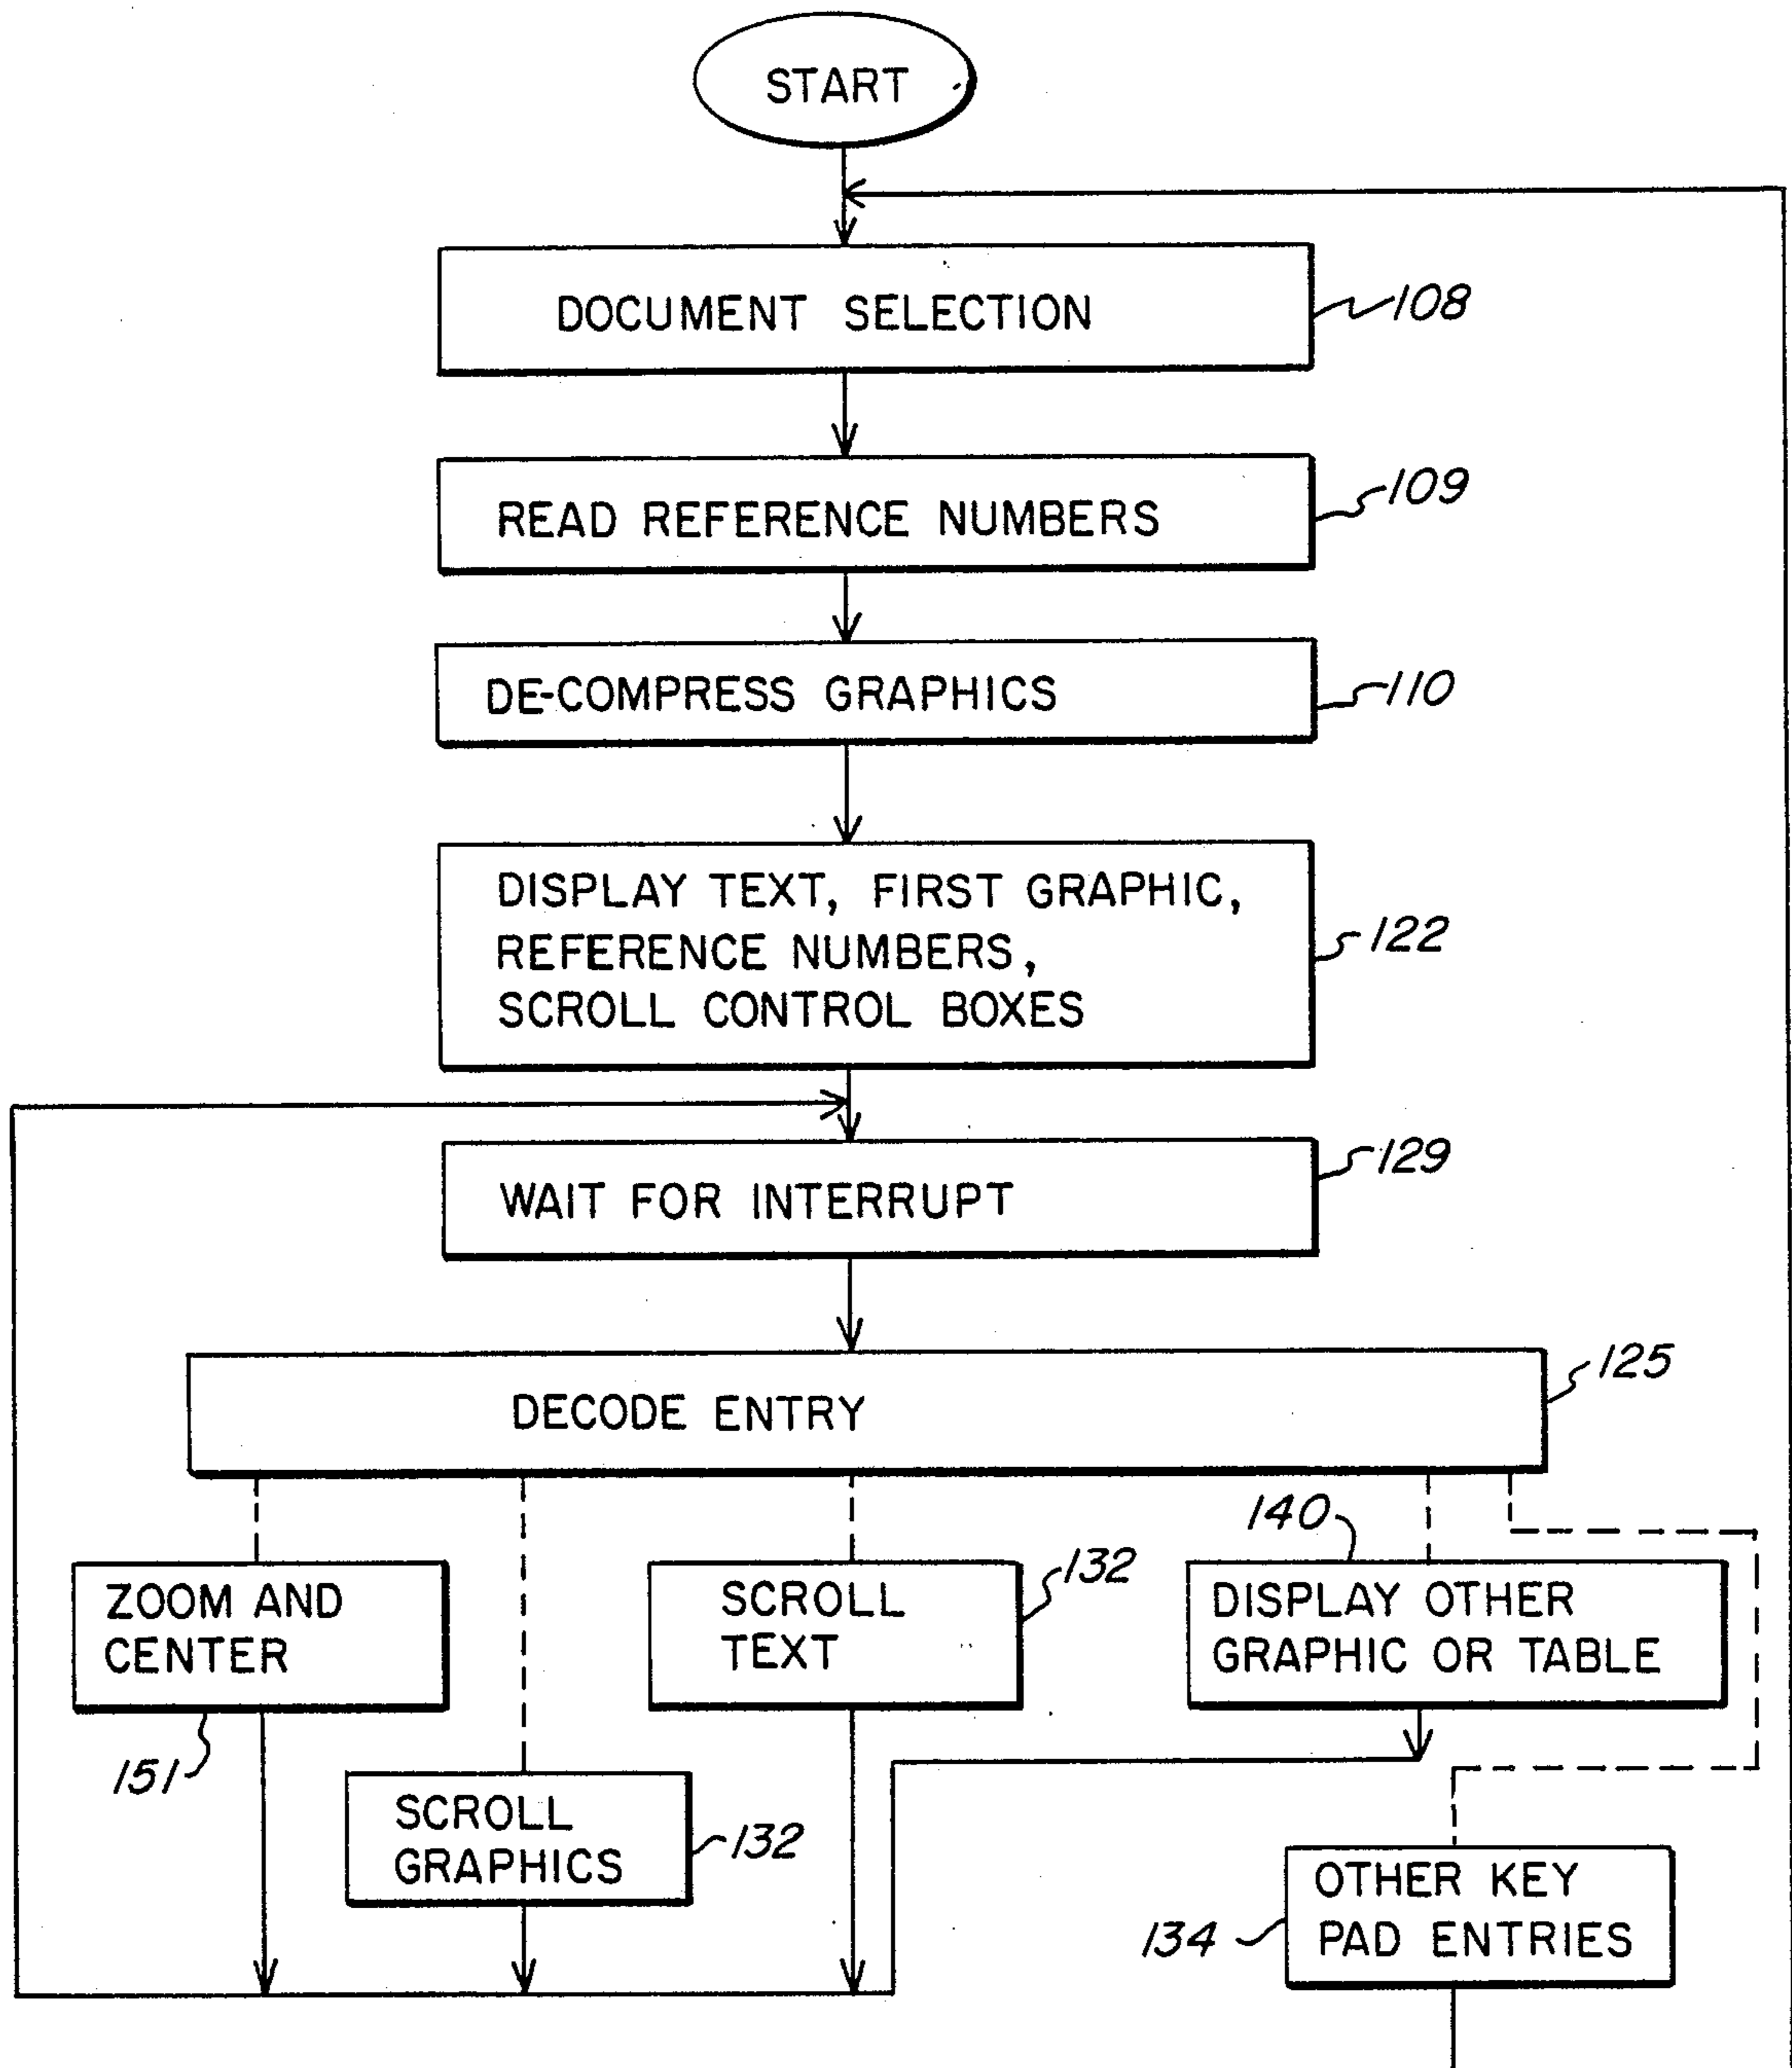 START
DOCUMENT SELECTION
108
READ REFERENCE NUMBERS
109
DE-COMPRESS GRAPHICS
110
DISPLAY TEXT, FIRST GRAPHIC,
REFERENCE NUMBERS,
SCROLL CONTROL BOXES
122
WAIT FOR INTERRUPT
129
DECODE ENTRY
125
ZOOM AND
CENTER
151
SCROLL
GRAPHICS
132
SCROLL
TEXT
132
140
DISPLAY OTHER
GRAPHIC OR TABLE
OTHER KEY
PAD ENTRIES
134